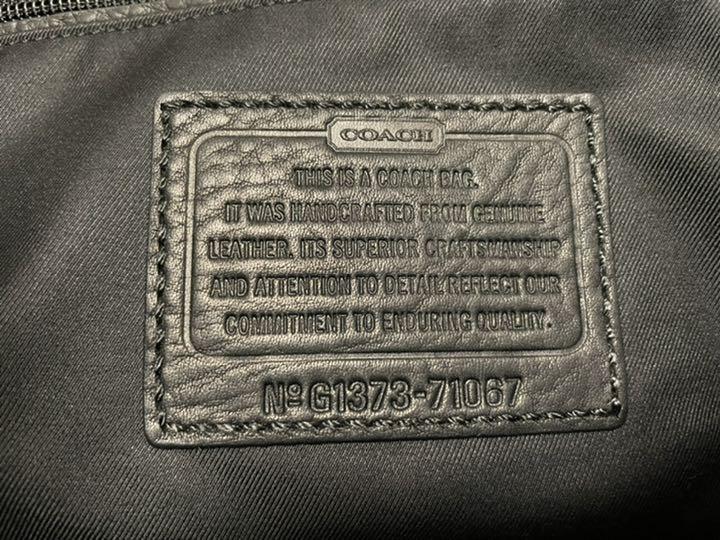 COACH
THIS IS A COACH BAG.
IT WAS HANDCRAFTED FROM GENUINE
LEATHER. ITS SUPERIOR CRAFTSMANSHIP
AND ATTENTION TO DETAIL REFLECT OUR
COMMITMENT TO ENDURING QUALITY.
Nº G1373-71067